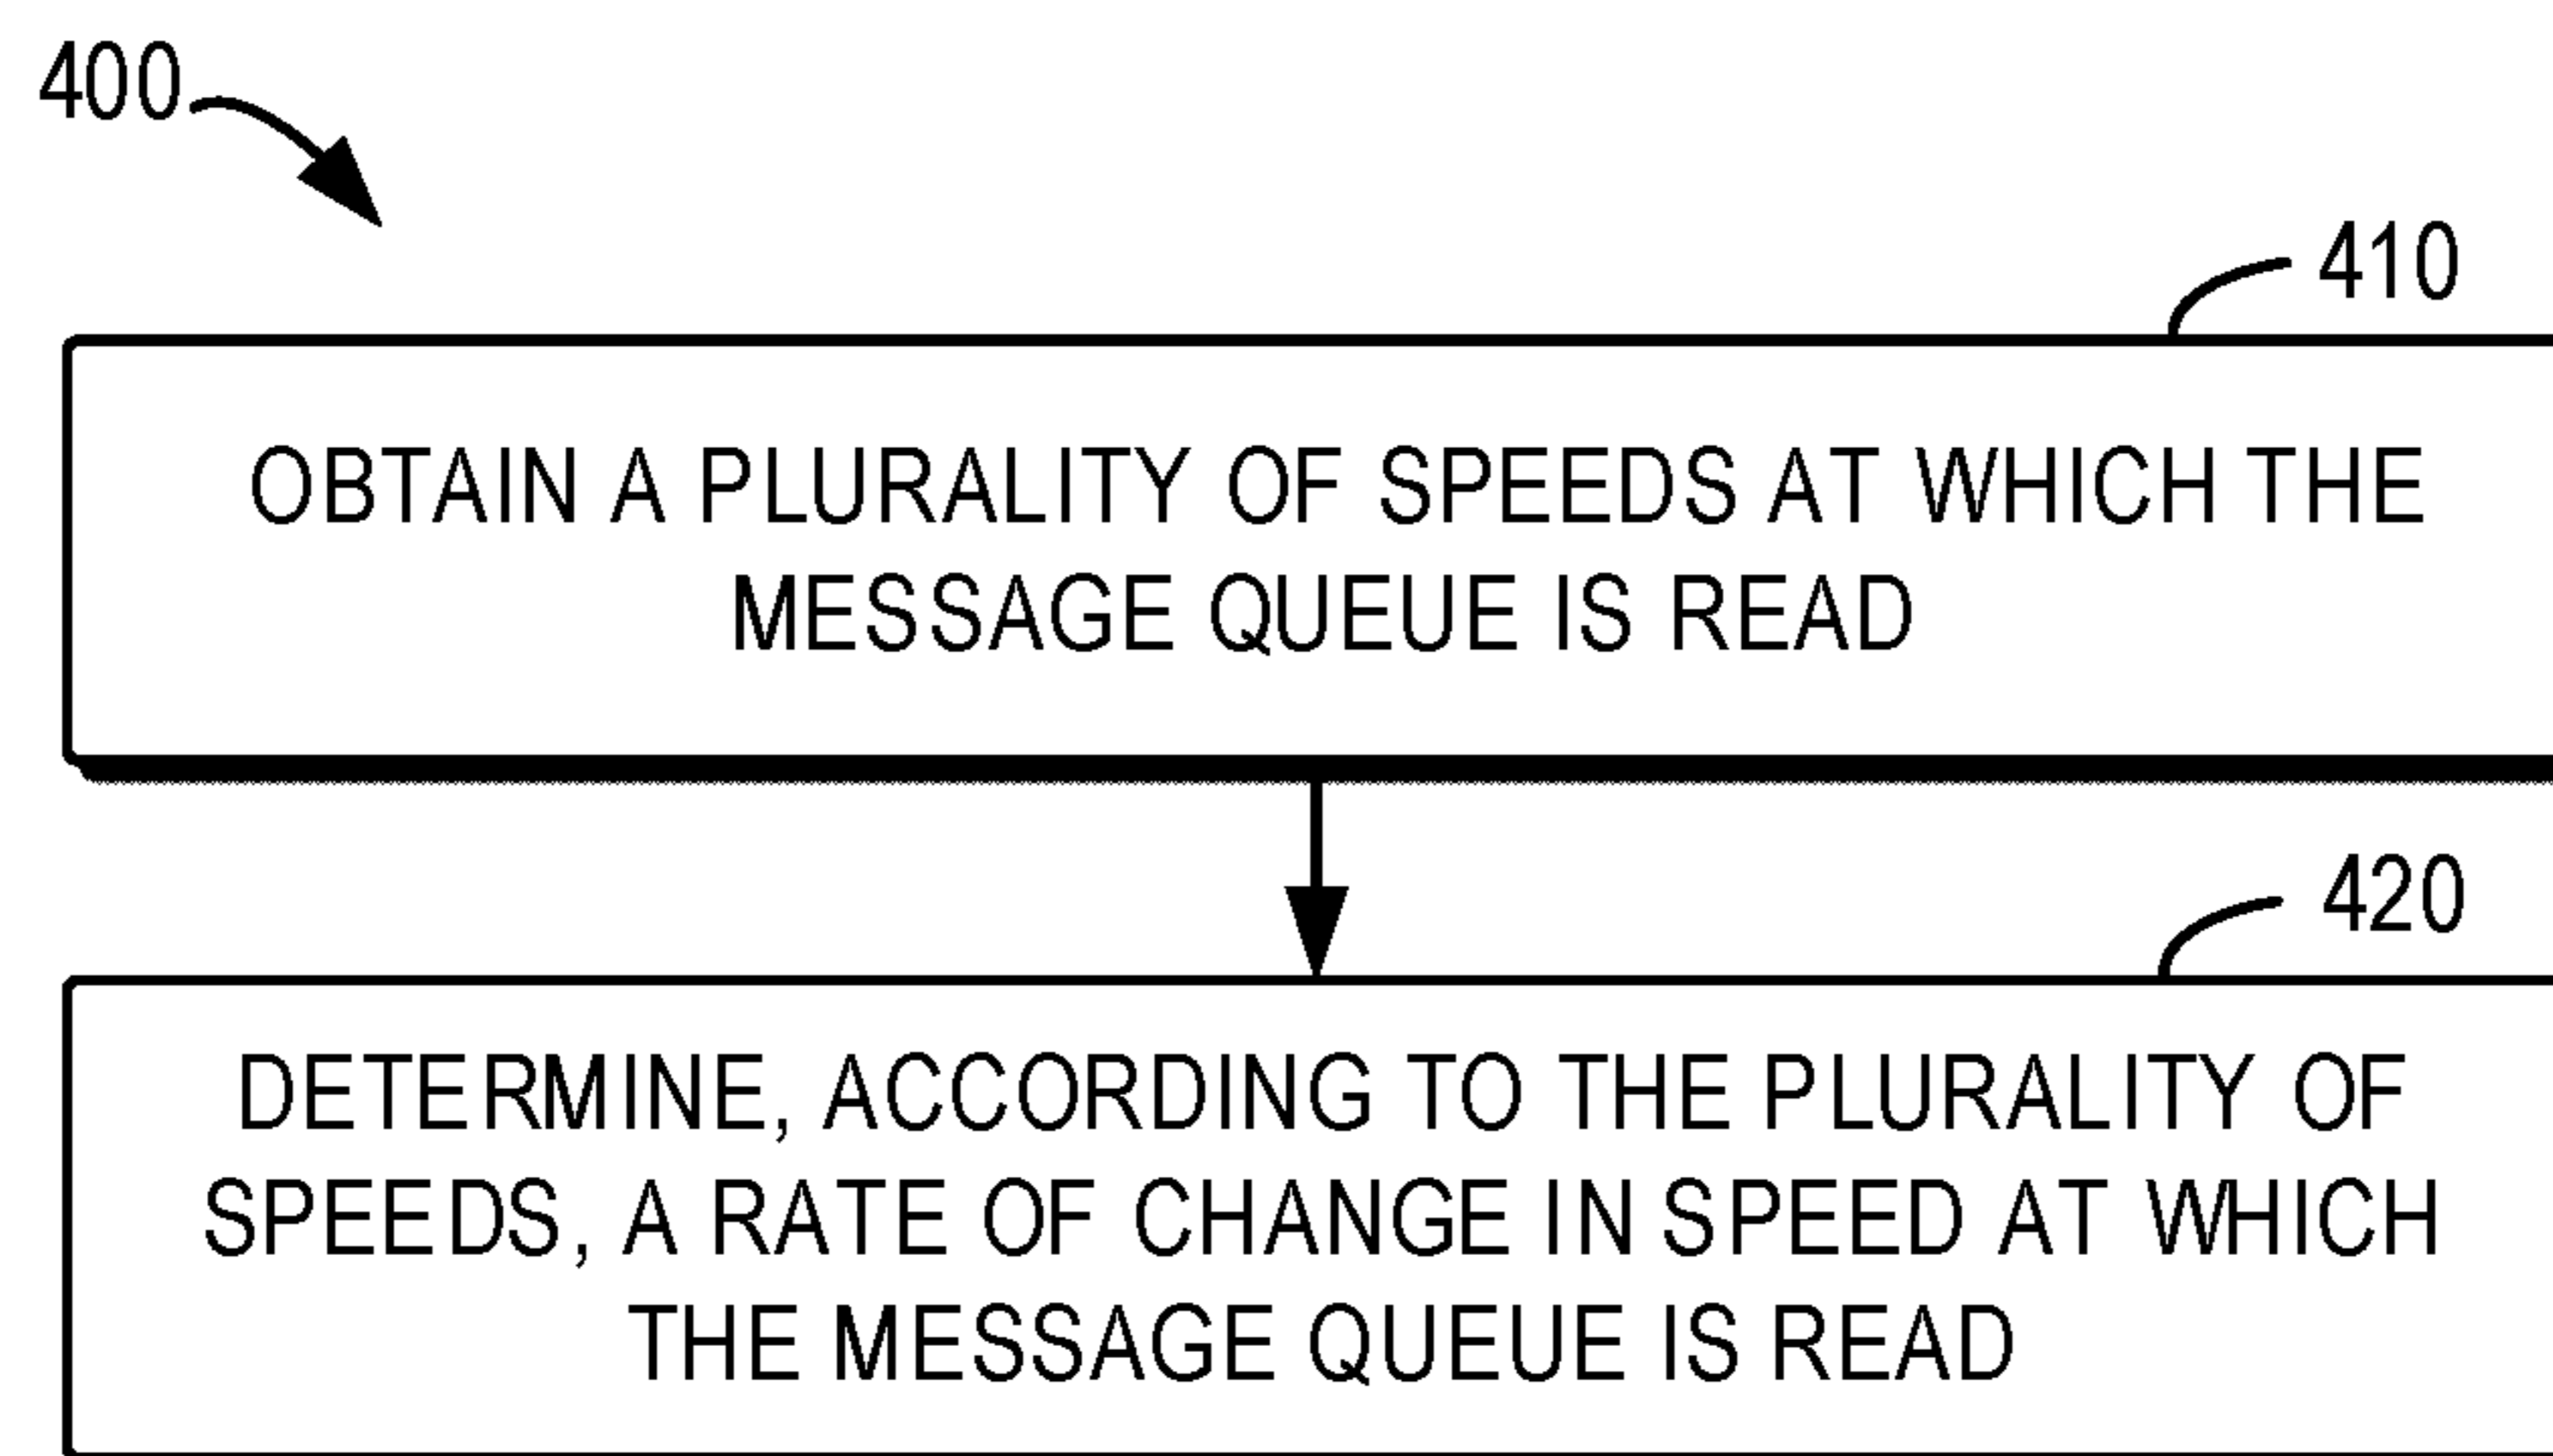 400
410
OBTAIN A PLURALITY OF SPEEDS AT WHICH THE
MESSAGE QUEUE IS READ
420
DETERMINE, ACCORDING TO THE PLURALITY OF
SPEEDS, A RATE OF CHANGE IN SPEED AT WHICH
THE MESSAGE QUEUE IS READ